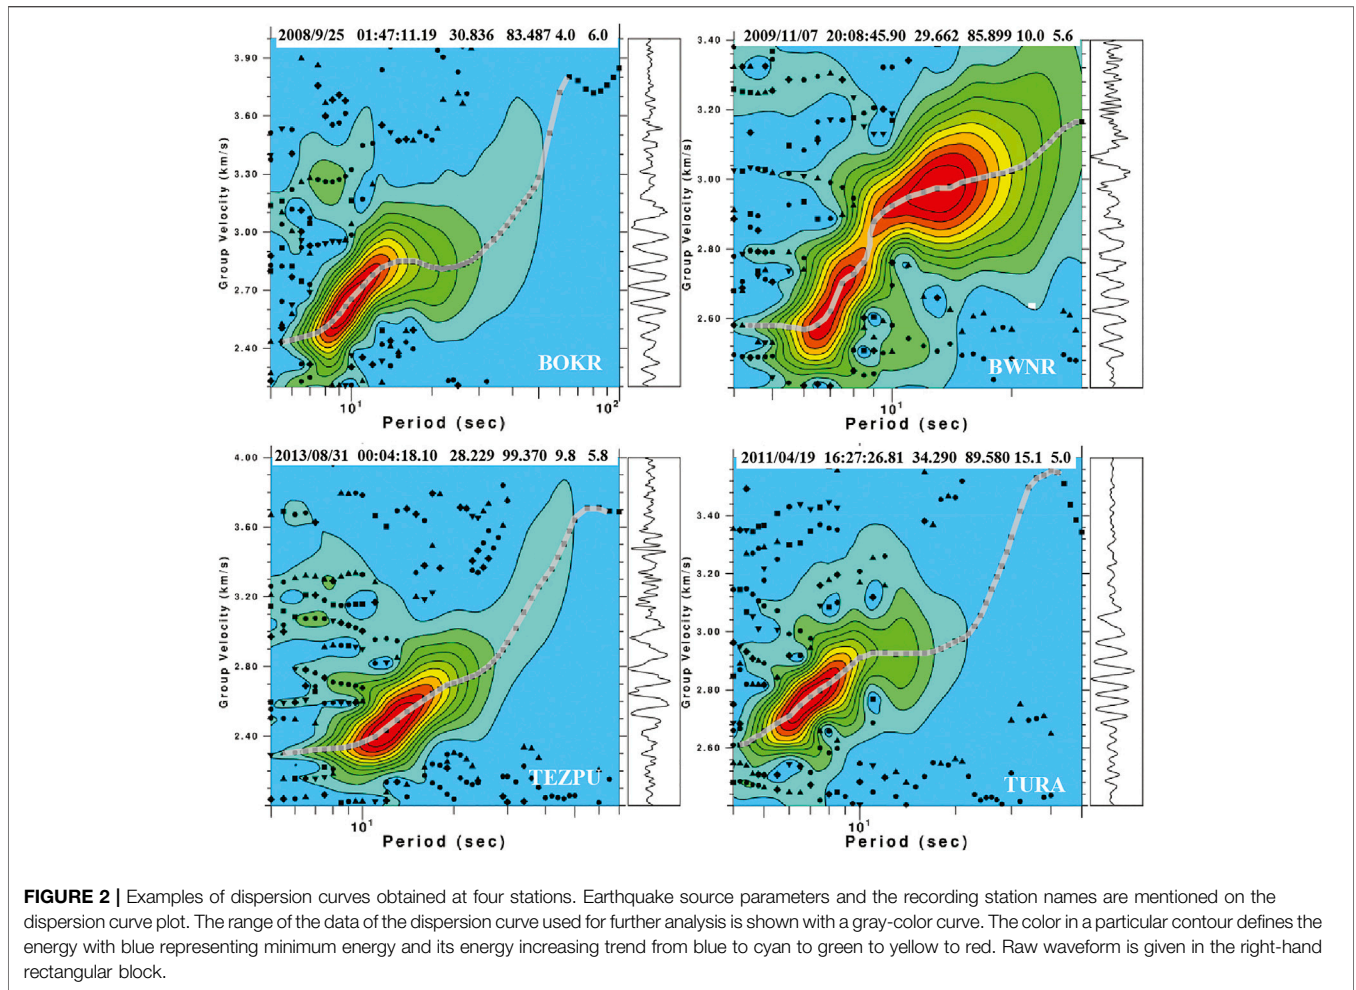 2008/9/25 01:47:11.19 30.836 83.487 4.0 6.0
3.90
3.60
3.30
3.00
2.70
2.40
Group Velocity (km/s)
BOKR
10¹ 10²
Period (sec)
2009/11/07 20:08:45.90 29.662 85.899 10.0 5.6
3.40
3.20
3.00
2.80
2.60
Group Velocity (km/s)
BWNR
10¹
Period (sec)
2013/08/31 00:04:18.10 28.229 99.370 9.8 5.8
4.00
3.60
3.20
2.80
2.40
Group Velocity (km/s)
TEZPU
10¹
Period (sec)
2011/04/19 16:27:26.81 34.290 89.580 15.1 5.0
3.40
3.20
3.00
2.80
2.60
Group Velocity (km/s)
TURA
10¹
Period (sec)
FIGURE 2 | Examples of dispersion curves obtained at four stations. Earthquake source parameters and the recording station names are mentioned on the
dispersion curve plot. The range of the data of the dispersion curve used for further analysis is shown with a gray-color curve. The color in a particular contour defines the
energy with blue representing minimum energy and its energy increasing trend from blue to cyan to green to yellow to red. Raw waveform is given in the right-hand
rectangular block.